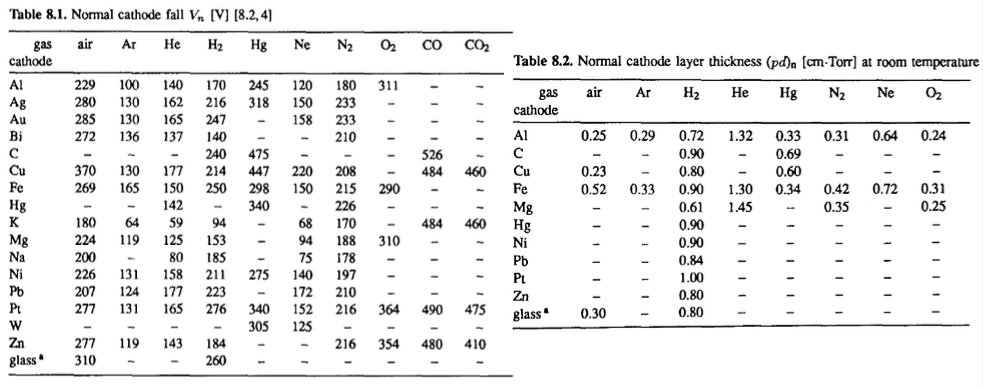 Table 8.1. Normal cathode fall Vn [V] [8.2, 4]
gas air Ar He H2 Hg Ne N2 O2 CO CO2
cathode
Al 229 100 140 170 245 120 180 311 – –
Ag 280 130 162 216 318 150 233 – – –
Au 285 130 165 247 – 158 233 – – –
Bi 272 136 137 140 – – 210 – – –
C – – – 240 475 – – – 526 –
Cu 370 130 177 214 447 220 208 – 484 460
Fe 269 165 150 250 298 150 215 290 – –
Hg – – 142 – 340 – 226 – – –
K 180 64 59 94 – 68 170 – 484 460
Mg 224 119 125 153 – 94 188 310 – –
Na 200 – 80 185 – 75 178 – – –
Ni 226 131 158 211 275 140 197 – – –
Pb 207 124 177 223 – 172 210 – – –
Pt 277 131 165 276 340 152 216 364 490 475
W – – – – 305 125 – – – –
Zn 277 119 143 184 – – 216 354 480 410
glass a 310 – – 260 – – – – – –
Table 8.2. Normal cathode layer thickness (pd)n [cm·Torr] at room temperature
gas air Ar H2 He Hg N2 Ne O2
cathode
Al 0.25 0.29 0.72 1.32 0.33 0.31 0.64 0.24
C – – 0.90 – 0.69 – – –
Cu 0.23 – 0.80 – 0.60 – – –
Fe 0.52 0.33 0.90 1.30 0.34 0.42 0.72 0.31
Mg – – 0.61 1.45 – 0.35 – 0.25
Hg – – 0.90 – – – – –
Ni – – 0.90 – – – – –
Pb – – 0.84 – – – – –
Pt – – 1.00 – – – – –
Zn – – 0.80 – – – – –
glass a 0.30 – 0.80 – – – – –